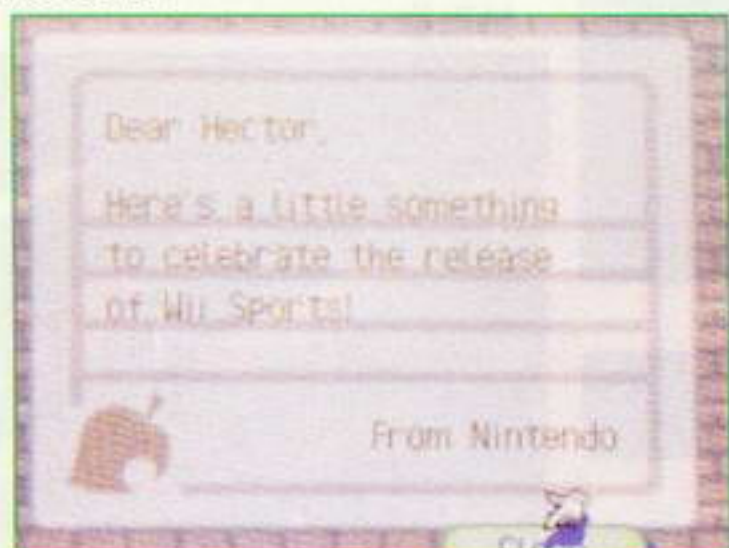 Dear Hector,
Here's a little something
to celebrate the release
of Wii Sports!
From Nintendo